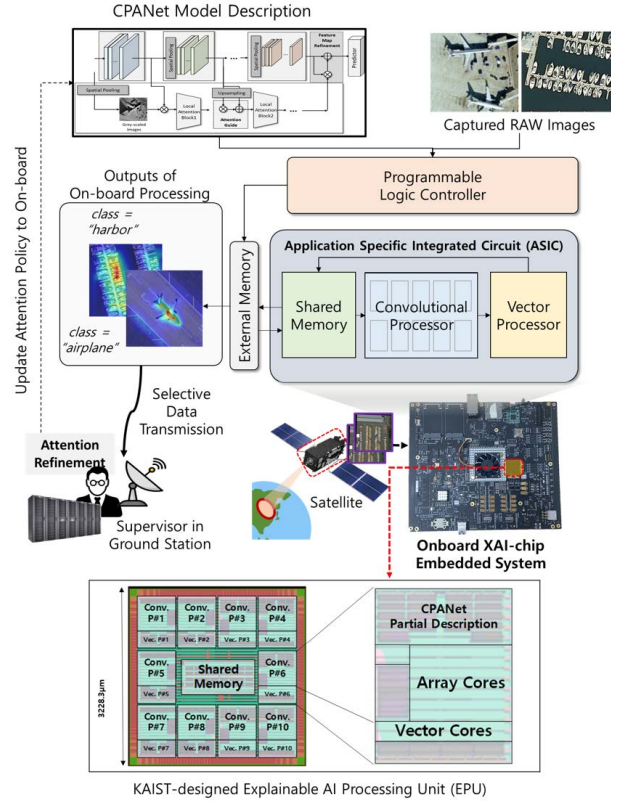 CPANet Model Description
Spatial Pooling
Spatial Pooling
Feature
Map
Refinement
Predictor
Spatial Pooling
Upsampling
Grey-scaled
Images
Local
Attention
Block1
Attention
Guide
Local
Attention
Block2
Captured RAW Images
Programmable
Logic Controller
Outputs of
On-board Processing
class =
"harbor"
class =
"airplane"
External Memory
Application Specific Integrated Circuit (ASIC)
Shared
Memory
Convolutional
Processor
Vector
Processor
Update Attention Policy to On-board
Selective
Data
Transmission
Attention
Refinement
Supervisor in
Ground Station
Satellite
Onboard XAI-chip
Embedded System
3228.3μm
Conv.
P#1
Vec. P#1
Conv.
P#2
Vec. P#2
Conv.
P#3
Vec. P#3
Conv.
P#4
Vec. P#4
Conv.
P#5
Vec. P#5
Shared
Memory
Conv.
P#6
Vec. P#6
Conv.
P#7
Vec. P#7
Conv.
P#8
Vec. P#8
Conv.
P#9
Vec. P#9
Conv.
P#10
Vec. P#10
CPANet
Partial Description
Array Cores
Vector Cores
KAIST-designed Explainable AI Processing Unit (EPU)